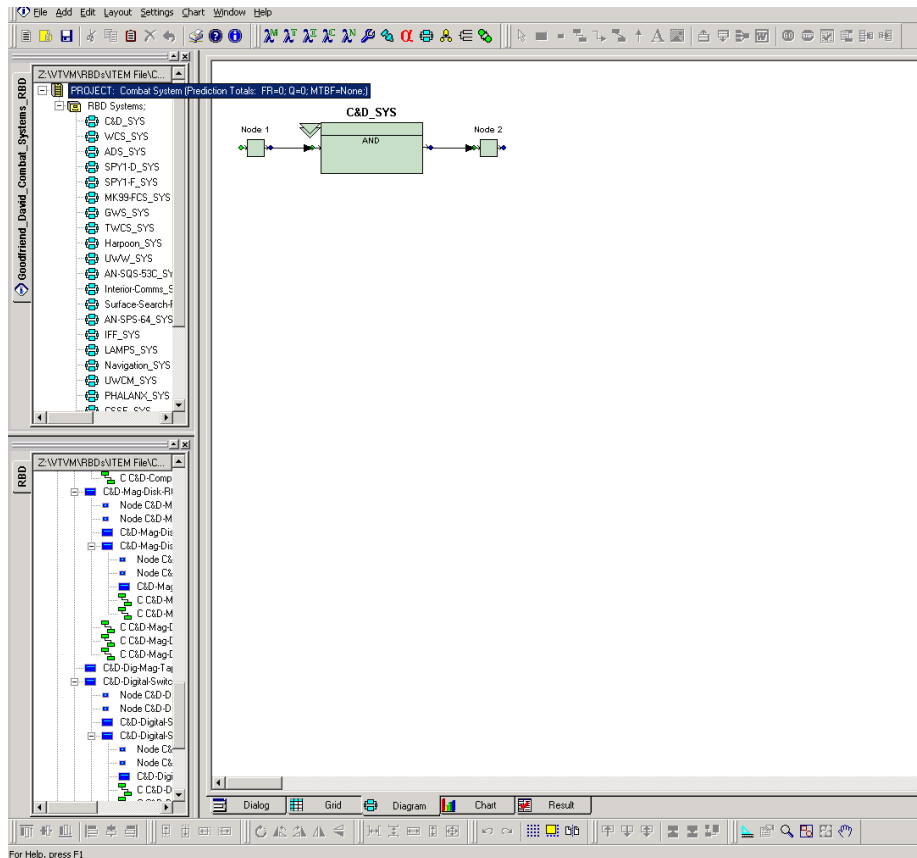 File Add Edit Layout Settings Chart Window Help
Z:\VTVM\RBDs\ITEM File\C...
PROJECT: Combat System (Prediction Totals: FR=0; Q=0; MTBF=None;)
RBD Systems;
C&D_SYS
WCS_SYS
ADS_SYS
SPY1-D_SYS
SPY1-F_SYS
MK99-FCS_SYS
GWS_SYS
TWCS_SYS
Harpoon_SYS
UWW_SYS
AN-SQS-53C_SY
Interior-Comms_S
Surface-Search-F
AN-SPS-64_SYS
IFF_SYS
LAMPS_SYS
Navigation_SYS
UWCM_SYS
PHALANX_SYS
Goodfriend_David_Combat_Systems_RBD
C&D_SYS
Node 1
AND
Node 2
RBD
Z:\VTVM\RBDs\ITEM File\C...
C C&D-Comp
C&D-Mag-Disk-R
Node C&D-M
Node C&D-M
C&D-Mag-Dis
C&D-Mag-Dis
Node C&
Node C&
C&D-Mag
C C&D-M
C C&D-M
C C&D-Mag-D
C C&D-Mag-D
C C&D-Mag-D
C&D-Dig-Mag-Ta
C&D-Digital-Switc
Node C&D-D
Node C&D-D
C&D-Digital-S
C&D-Digital-S
Node C&
Node C&
C&D-Digi
C C&D-D
Dialog Grid Diagram Chart Result
For Help, press F1